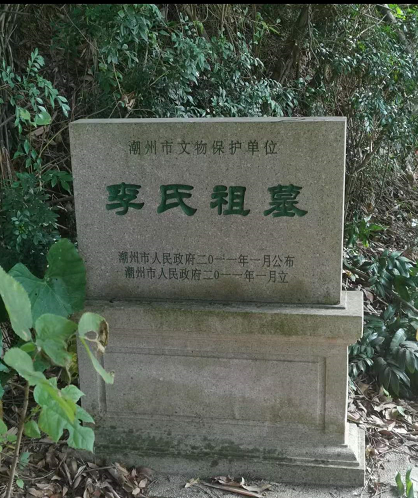 潮州市文物保护单位
李氏祖墓
潮州市人民政府二〇一一年一月公布
潮州市人民政府二〇一一年一月立